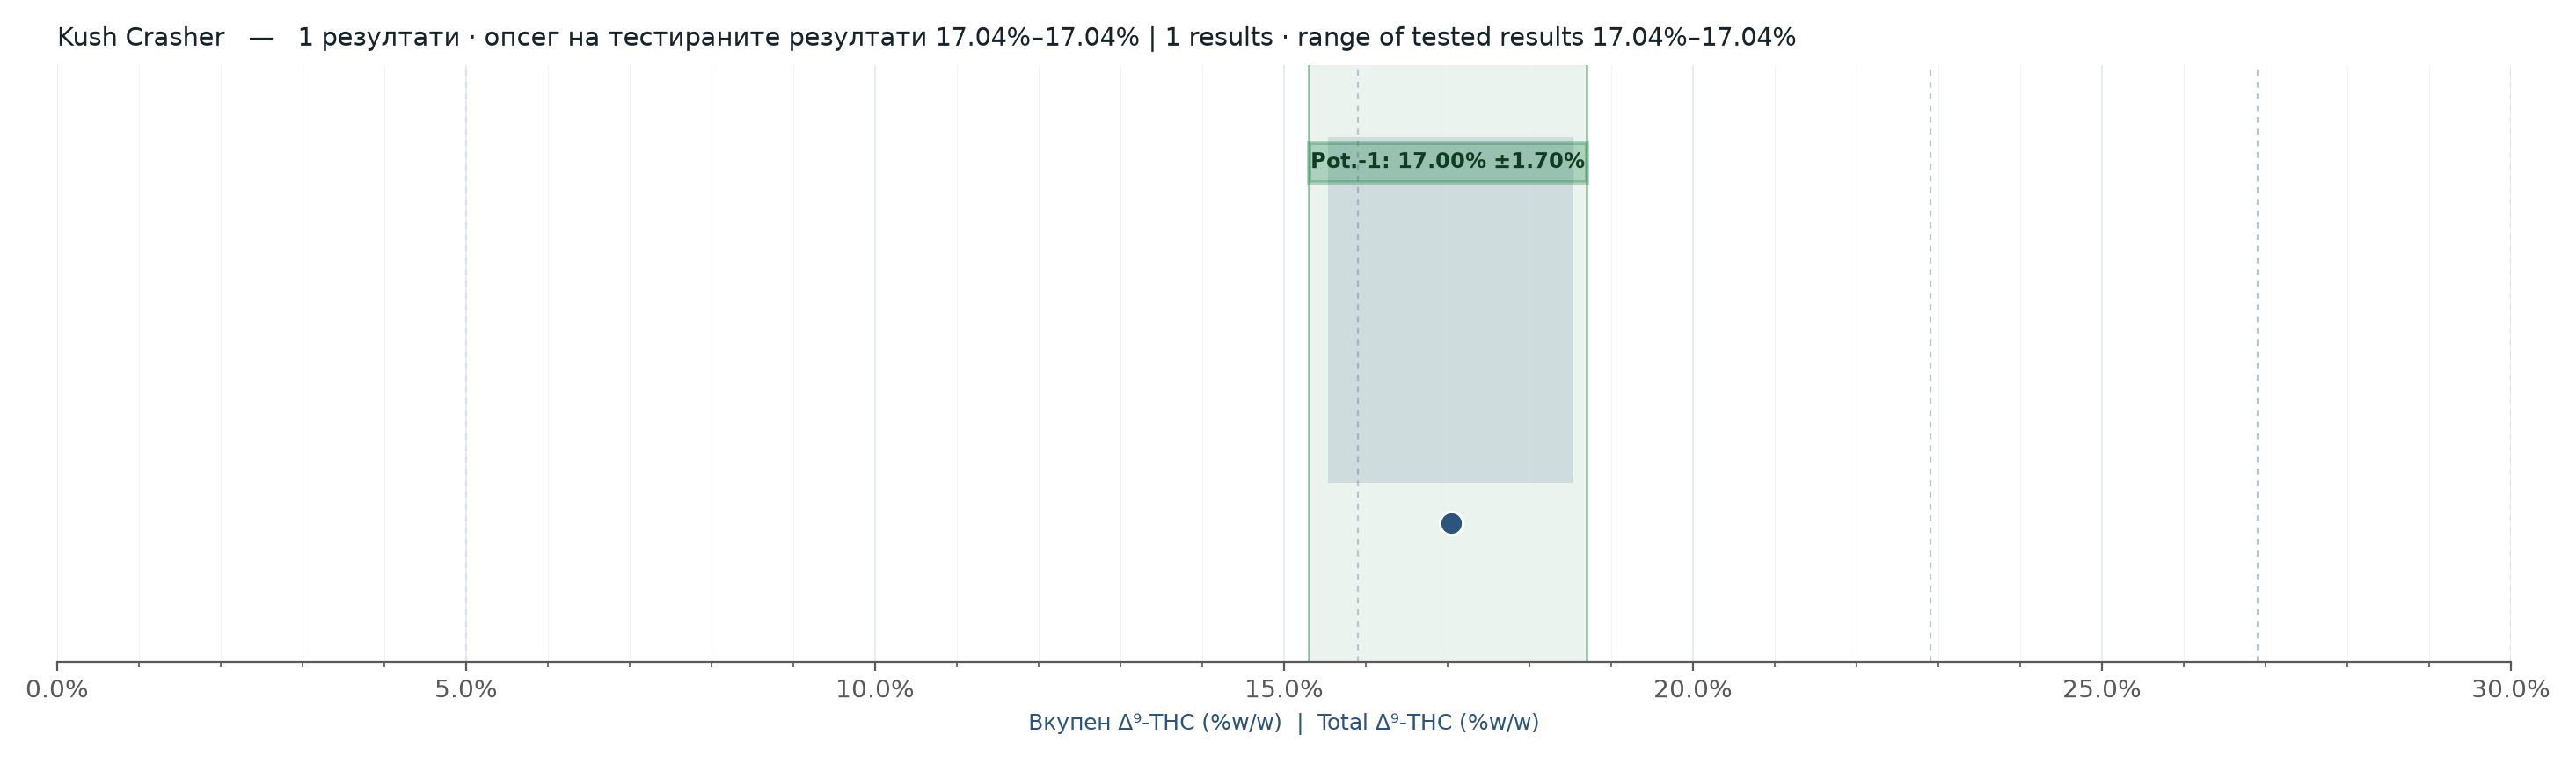 Kush Crasher — 1 резултати · опсег на тестираните резултати 17.04%–17.04% | 1 results · range of tested results 17.04%–17.04%
Pot.-1: 17.00% ±1.70%
0.0% 5.0% 10.0% 15.0% 20.0% 25.0% 30.0%
Вкупен Δ⁹-THC (%w/w) | Total Δ⁹-THC (%w/w)